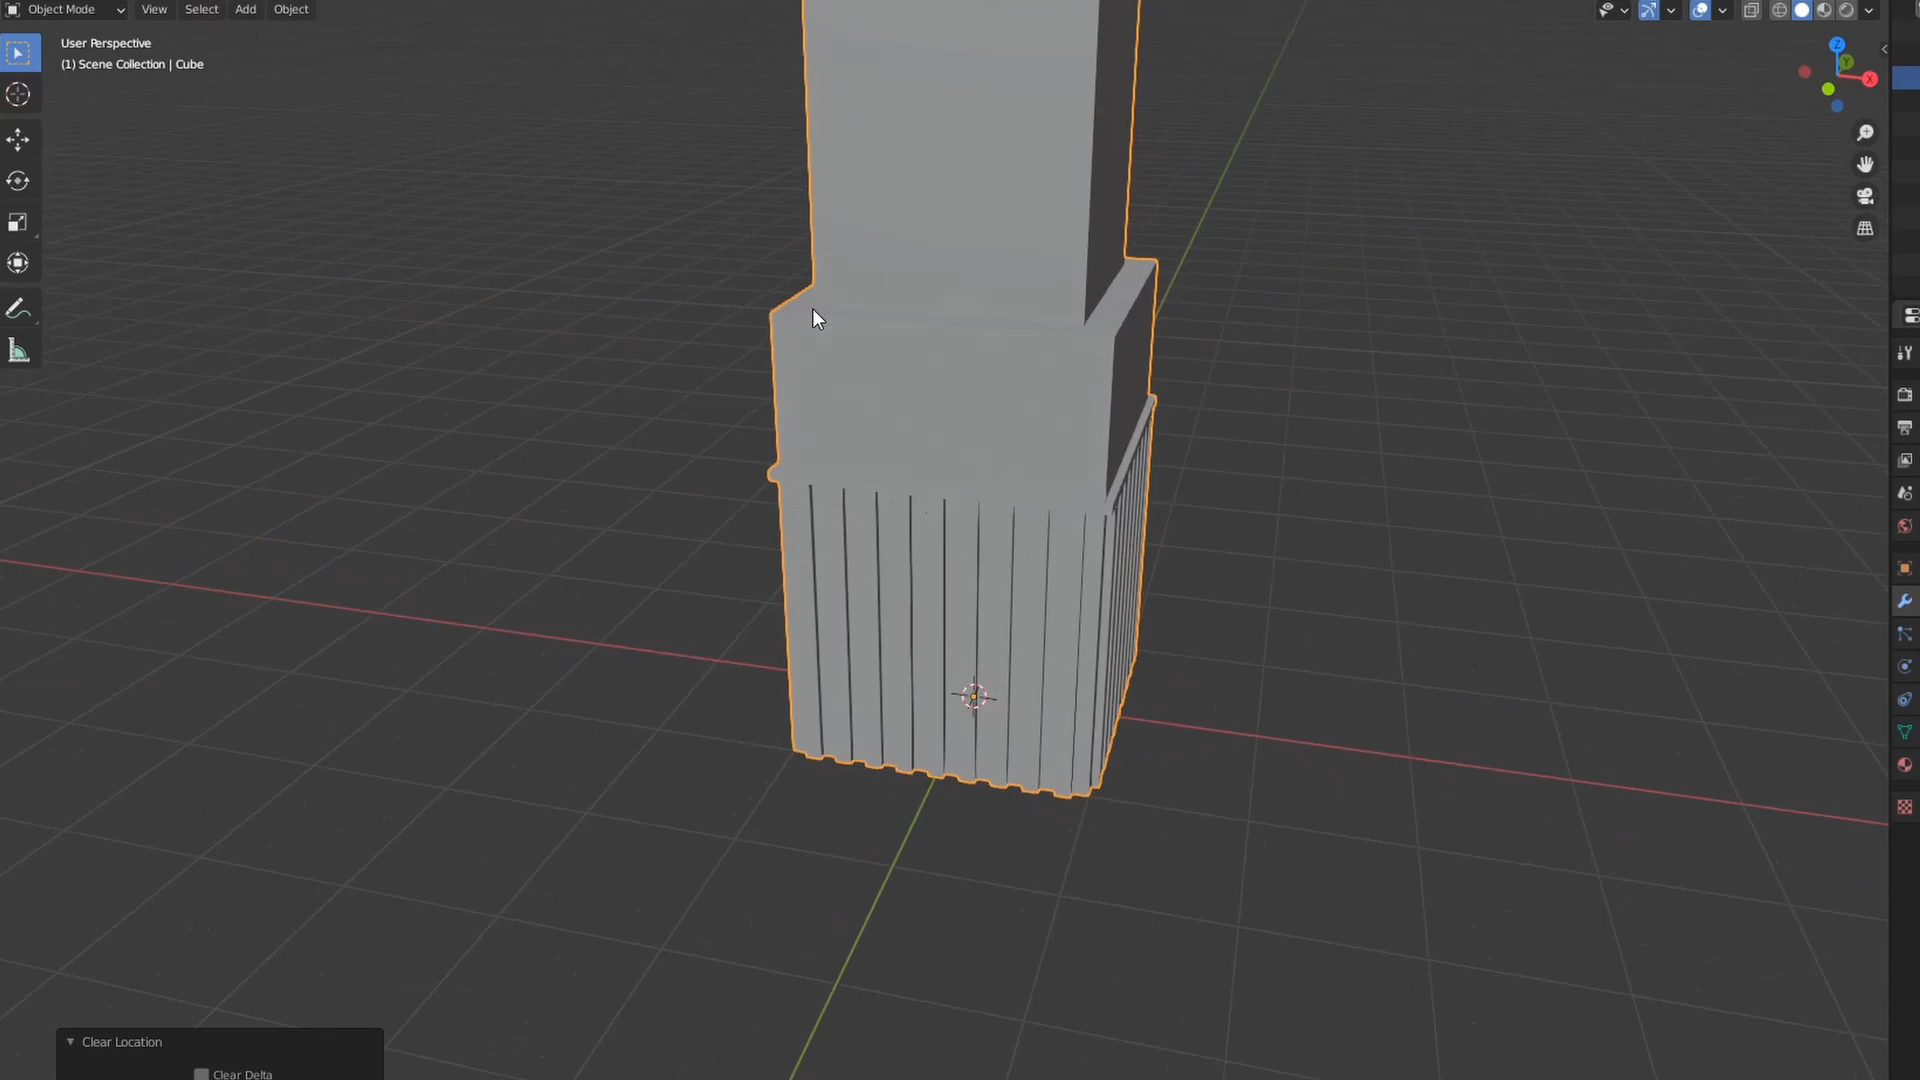 Object Mode View Select Add Object
User Perspective
(1) Scene Collection | Cube
Z
Y
X
Clear Location
Clear Delta